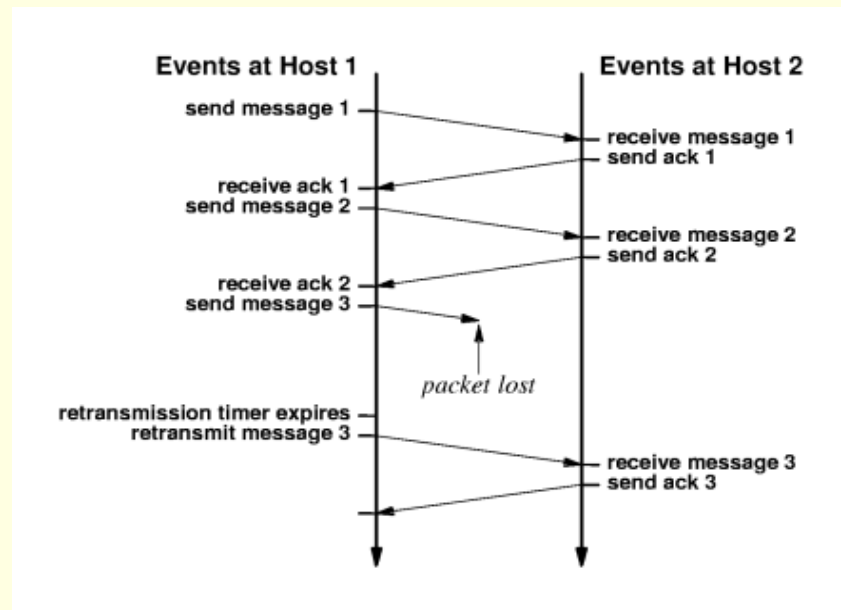 Events at Host 1
Events at Host 2
send message 1
receive message 1
send ack 1
receive ack 1
send message 2
receive message 2
send ack 2
receive ack 2
send message 3
packet lost
retransmission timer expires
retransmit message 3
receive message 3
send ack 3